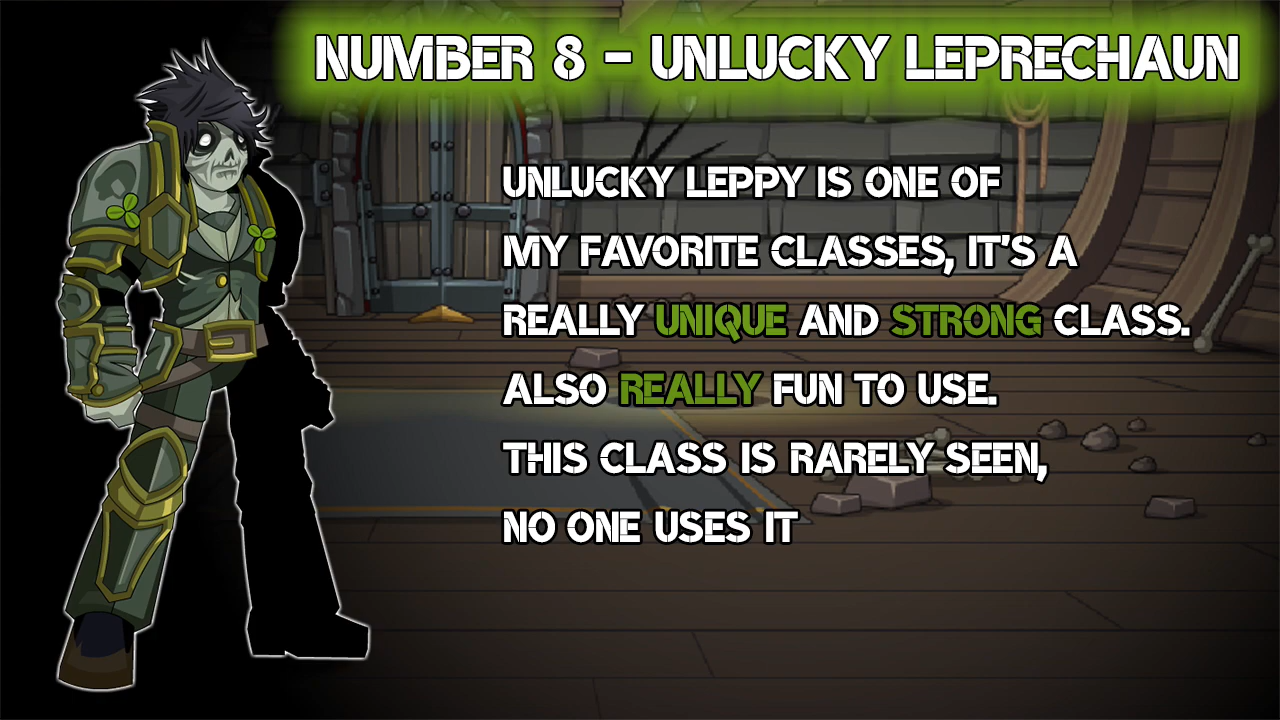 NUMBER 8 - UNLUCKY LEPRECHAUN
UNLUCKY LEPPY IS ONE OF
MY FAVORITE CLASSES, IT'S A
REALLY UNIQUE AND STRONG CLASS.
ALSO REALLY FUN TO USE.
THIS CLASS IS RARELY SEEN,
NO ONE USES IT